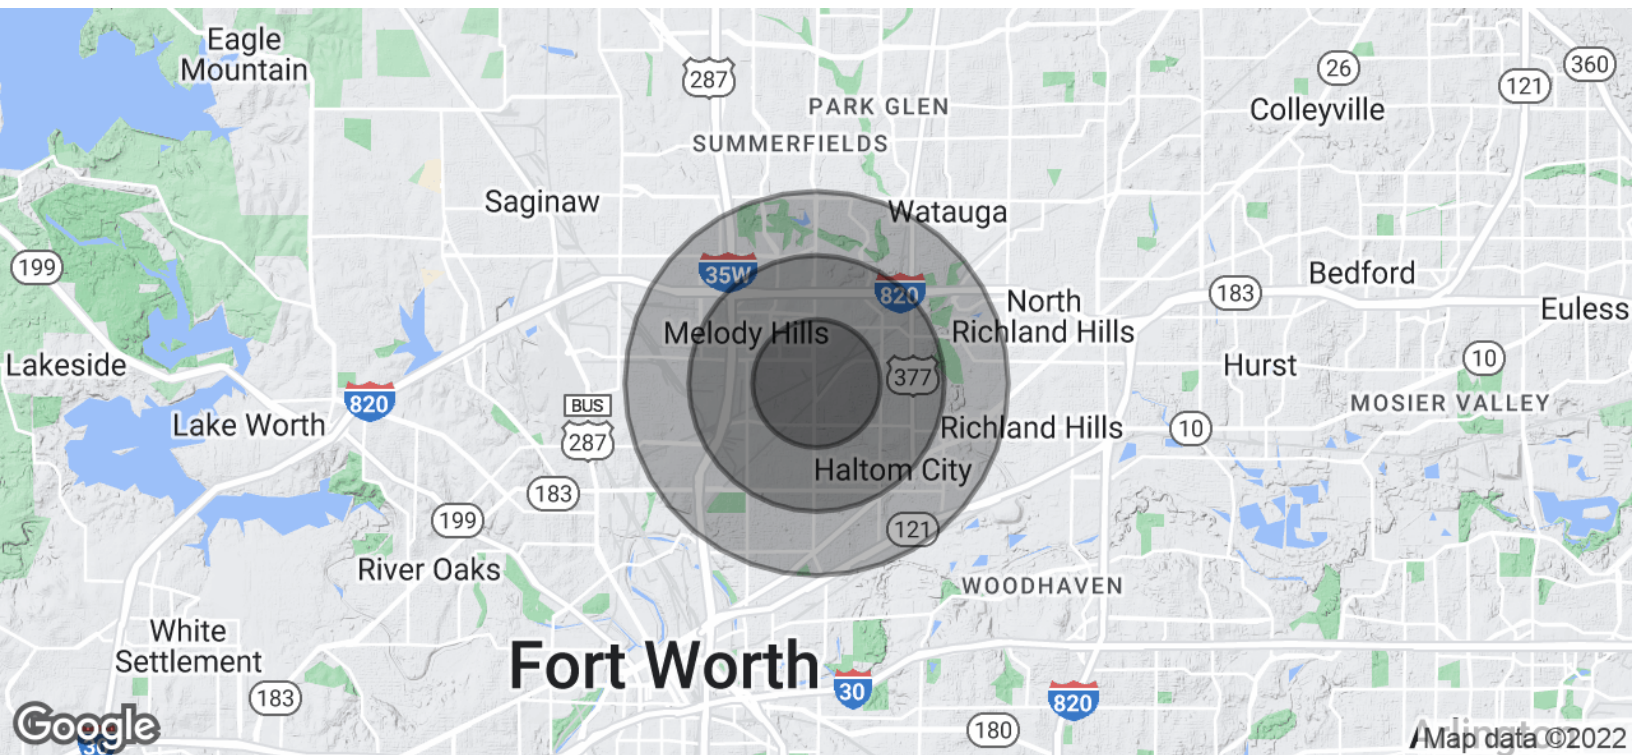 Eagle
Mountain
287
26
360
121
PARK GLEN
Colleyville
SUMMERFIELDS
Saginaw
Watauga
199
35W
820
Bedford
183
North
Richland Hills
Euless
Melody Hills
Lakeside
377
Hurst
10
820
BUS
287
MOSIER VALLEY
Lake Worth
Richland Hills
10
Haltom City
183
199
121
River Oaks
WOODHAVEN
White
Settlement
Fort Worth
183
30
820
180
Google
30
Arlington
Map data ©2022